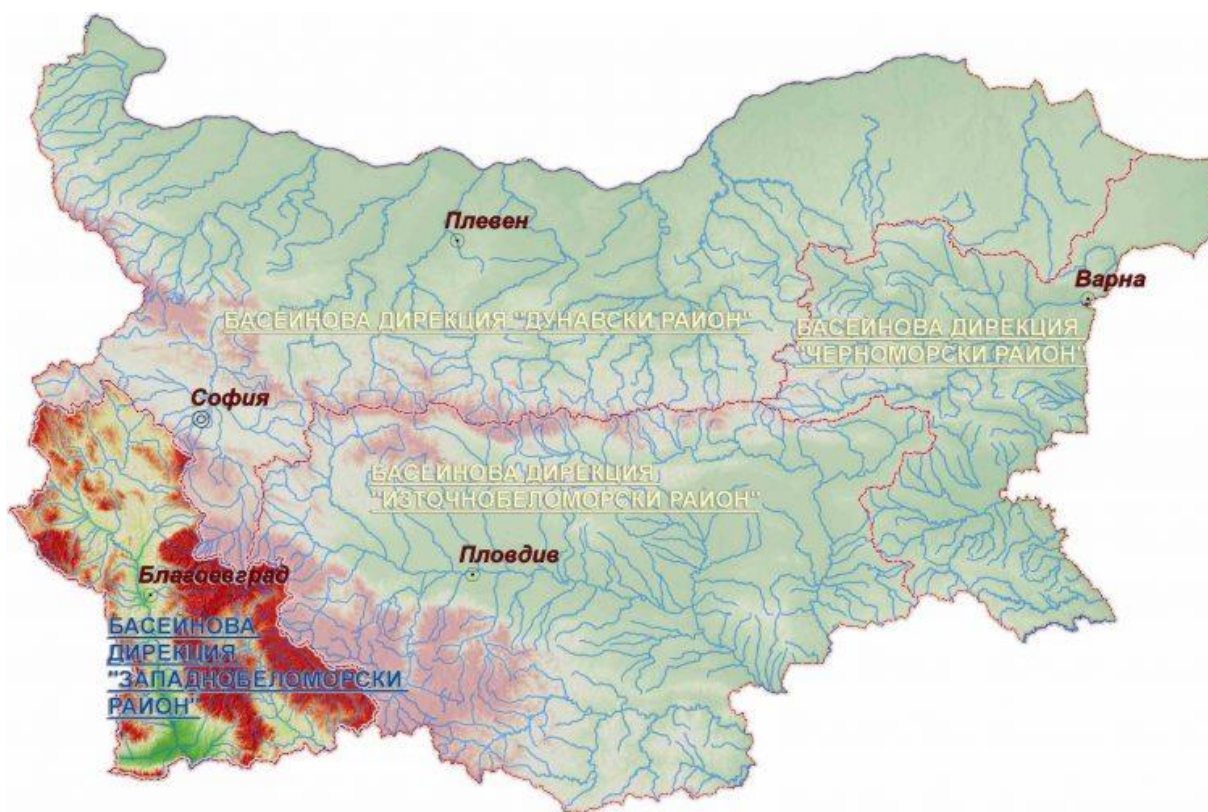 Плевен
Варна
БАСЕЙНОВА ДИРЕКЦИЯ "ДУНАВСКИ РАЙОН"
БАСЕЙНОВА ДИРЕКЦИЯ
"ЧЕРНОМОРСКИ РАЙОН"
София
БАСЕЙНОВА ДИРЕКЦИЯ
"ИЗТОЧНОБЕЛОМОРСКИ РАЙОН"
Пловдив
Благоевград
БАСЕЙНОВА
ДИРЕКЦИЯ
"ЗАПАДНОБЕЛОМОРСКИ
РАЙОН"